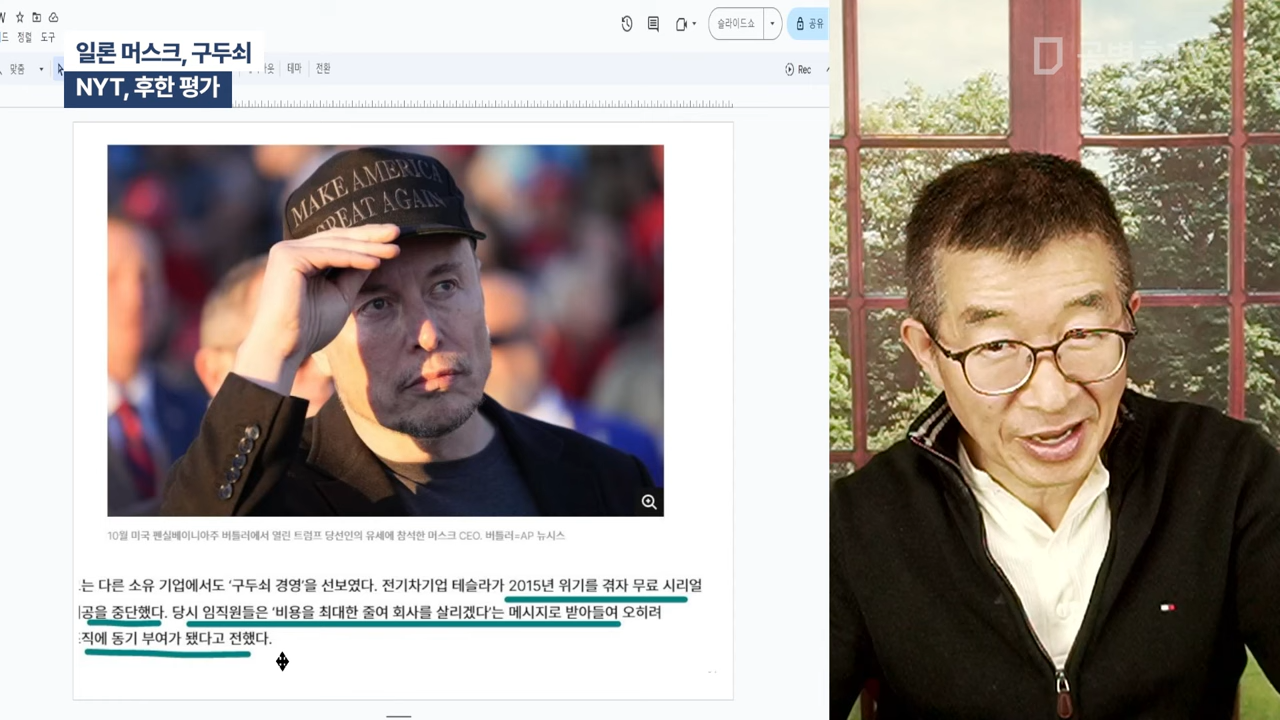 드 정렬 도구
슬라이드쇼
공유
맞춤
테마
전환
Rec
일론 머스크, 구두쇠
NYT, 후한 평가
MAKE AMERICA
GREAT AGAIN
10월 미국 펜실베이니아주 버틀러에서 열린 트럼프 당선인의 유세에 참석한 머스크 CEO. 버틀러=AP 뉴시스
는 다른 소유 기업에서도 '구두쇠 경영'을 선보였다. 전기차기업 테슬라가 2015년 위기를 겪자 무료 시리얼
공을 중단했다. 당시 임직원들은 '비용을 최대한 줄여 회사를 살리겠다'는 메시지로 받아들여 오히려
직에 동기 부여가 됐다고 전했다.